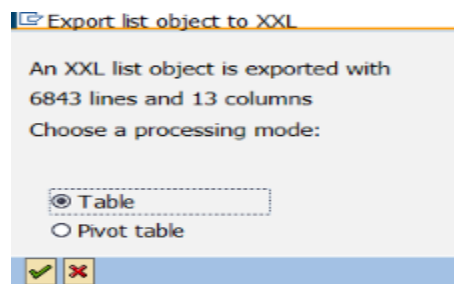 Export list object to XXL
An XXL list object is exported with
6843 lines and 13 columns
Choose a processing mode:
Table
Pivot table